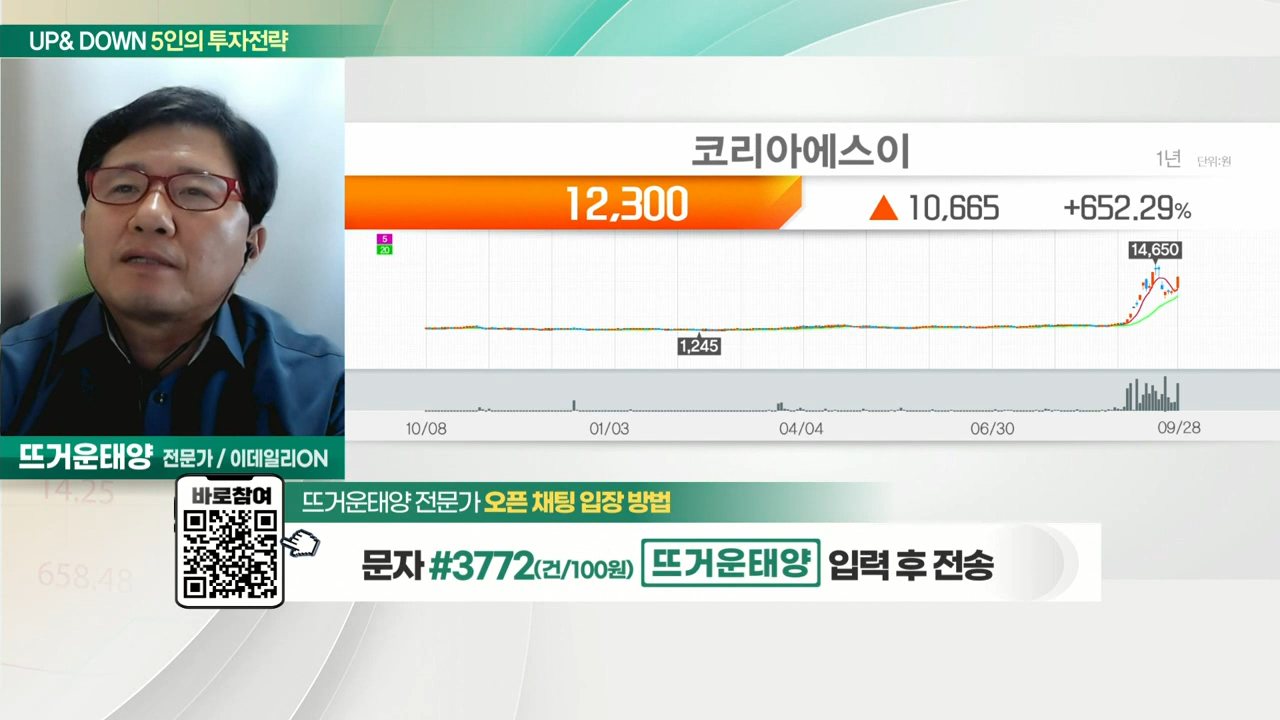 UP& DOWN 5인의 투자전략
코리아에스이
1년 단위:원
12,300
▲ 10,665
+652.29%
5
20
14,650
1,245
10/08 01/03 04/04 06/30 09/28
뜨거운태양 전문가 / 이데일리ON
14.25
658.48
바로참여
뜨거운태양 전문가 오픈 채팅 입장 방법
문자 #3772(건/100원) 뜨거운태양 입력 후 전송